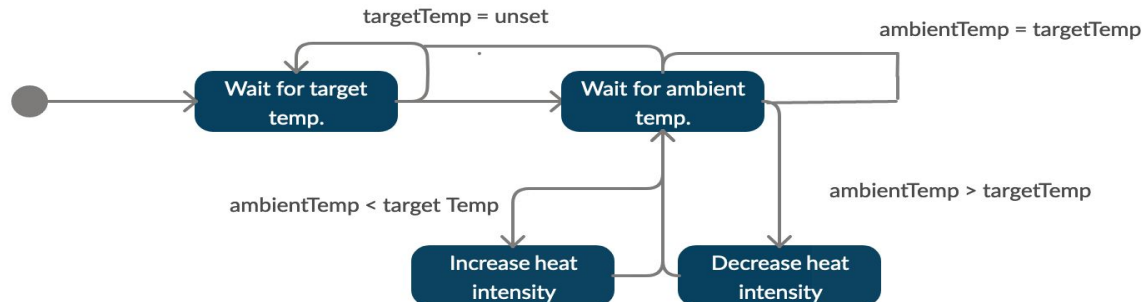 targetTemp = unset
ambientTemp = targetTemp
Wait for target
temp.
Wait for ambient
temp.
ambientTemp < target Temp
ambientTemp > targetTemp
Increase heat
intensity
Decrease heat
intensity